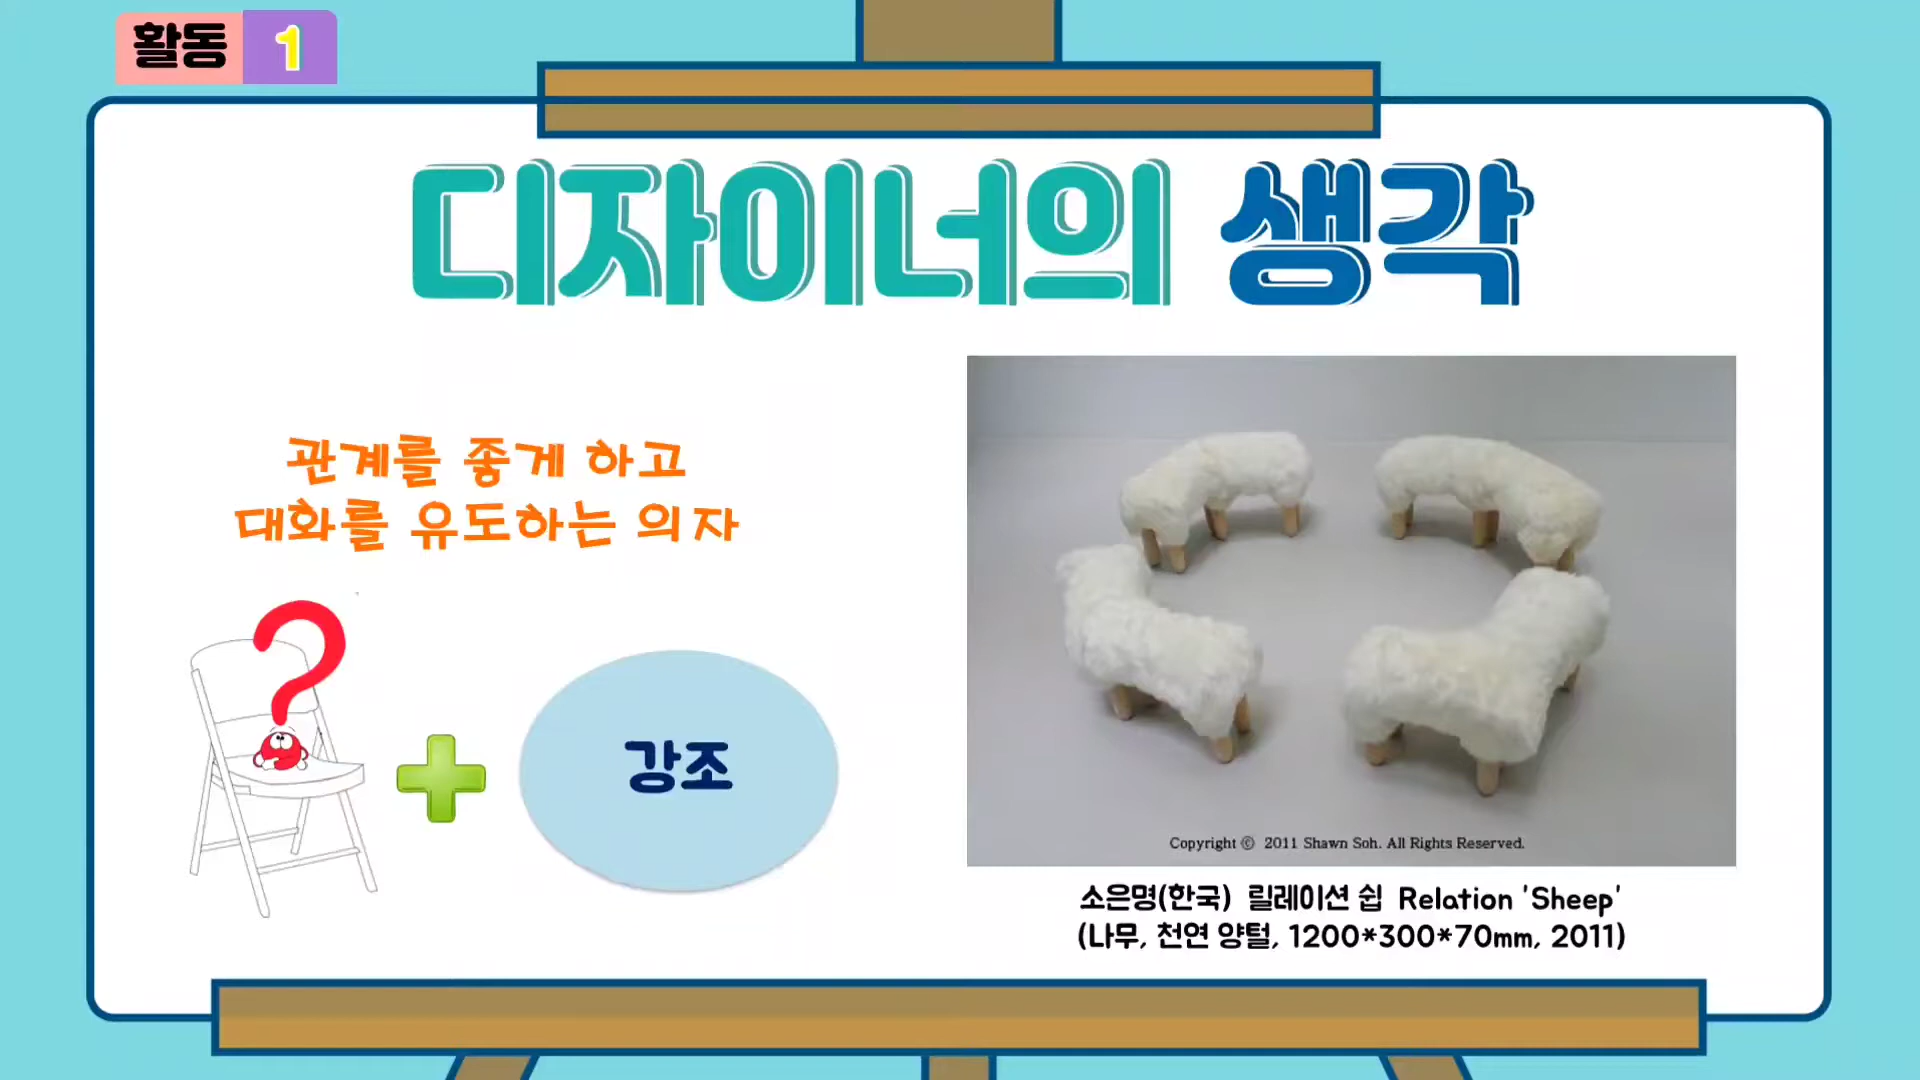 활동 1
디자이너의 생각
관계를 좋게 하고
대화를 유도하는 의자
강조
Copyright ⓒ 2011 Shawn Soh. All Rights Reserved.
소은명(한국) 릴레이션 쉽 Relation 'Sheep'
(나무, 천연 양털, 1200*300*70mm, 2011)